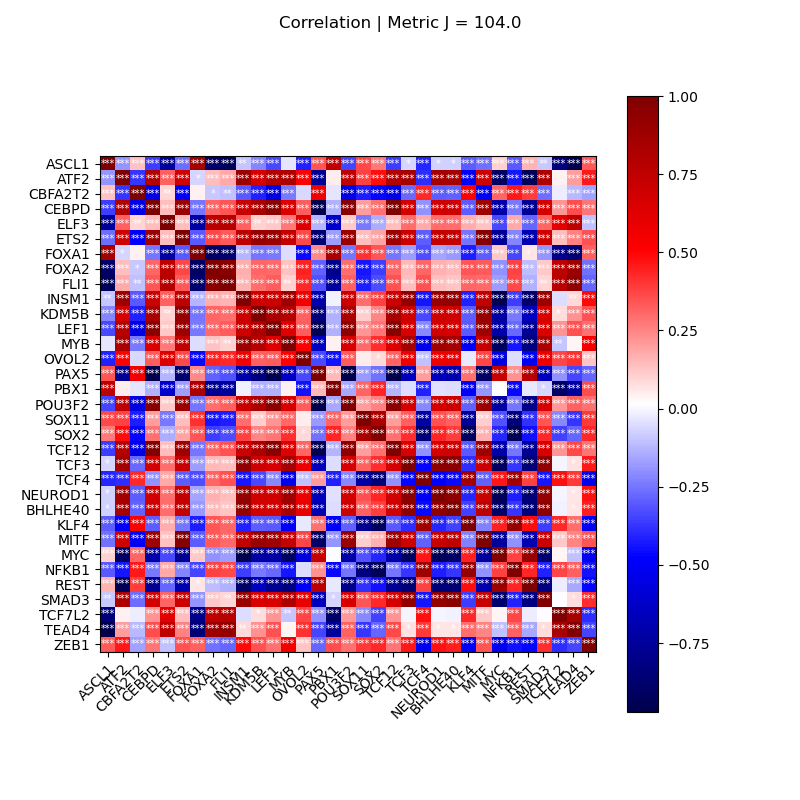 Correlation | Metric J = 104.0
ASCL1
ATF2
CBFA2T2
CEBPD
ELF3
ETS2
FOXA1
FOXA2
FLI1
INSM1
KDM5B
LEF1
MYB
OVOL2
PAX5
PBX1
POU3F2
SOX11
SOX2
TCF12
TCF3
TCF4
NEUROD1
BHLHE40
KLF4
MITF
MYC
NFKB1
REST
SMAD3
TCF7L2
TEAD4
ZEB1
ASCL1
ATF2
CBFA2T2
CEBPD
ELF3
ETS2
FOXA1
FOXA2
FLI1
INSM1
KDM5B
LEF1
MYB
OVOL2
PAX5
PBX1
POU3F2
SOX11
SOX2
TCF12
TCF3
TCF4
NEUROD1
BHLHE40
KLF4
MITF
MYC
NFKB1
REST
SMAD3
TCF7L2
TEAD4
ZEB1
1.00
0.75
0.50
0.25
0.00
−0.25
−0.50
−0.75